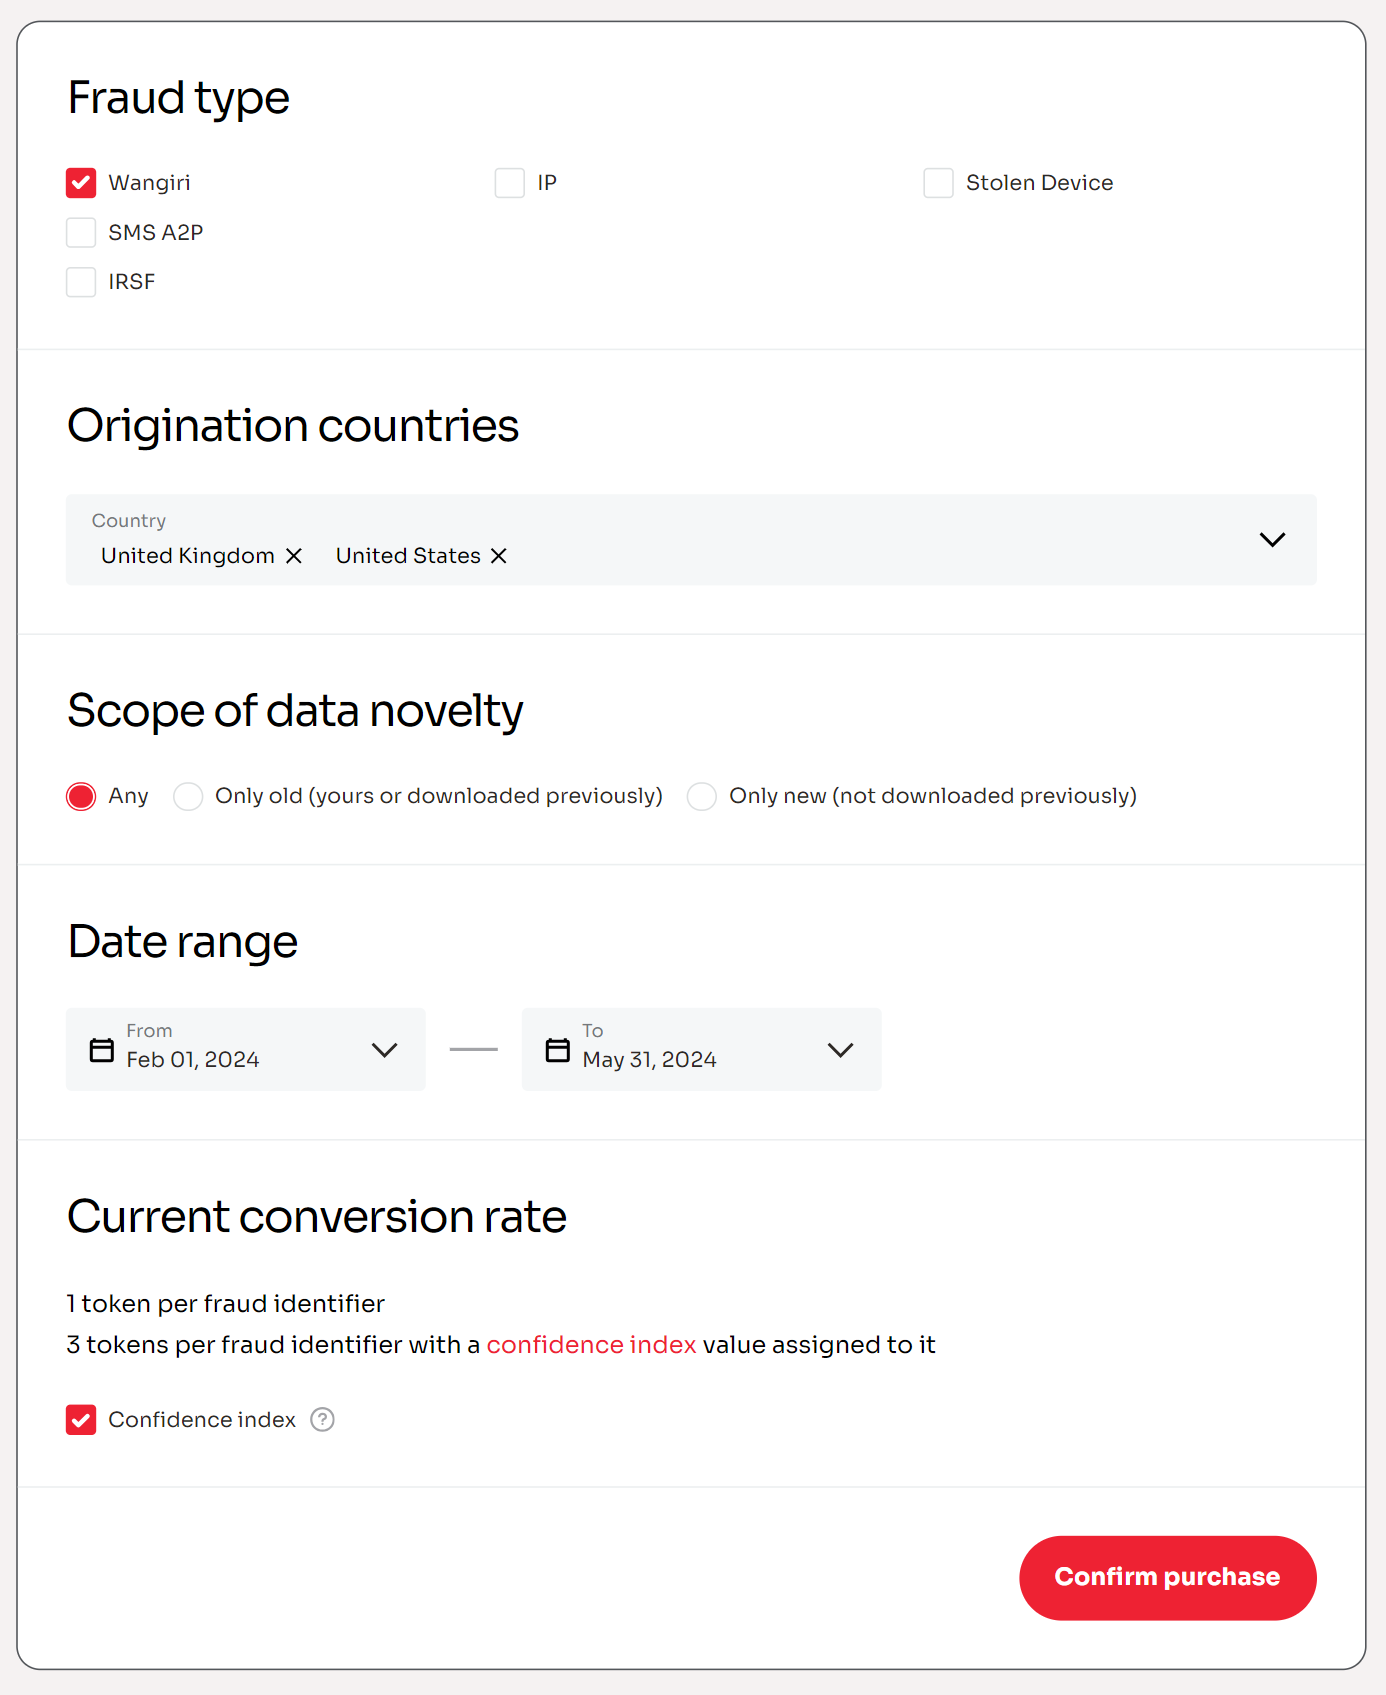 Fraud type
Wangiri IP Stolen Device
SMS A2P
IRSF
Origination countries
Country
United Kingdom United States
Scope of data novelty
Any Only old (yours or downloaded previously) Only new (not downloaded previously)
Date range
From To
Feb 01, 2024 May 31, 2024
Current conversion rate
1 token per fraud identifier
3 tokens per fraud identifier with a confidence index value assigned to it
Confidence index ?
Confirm purchase